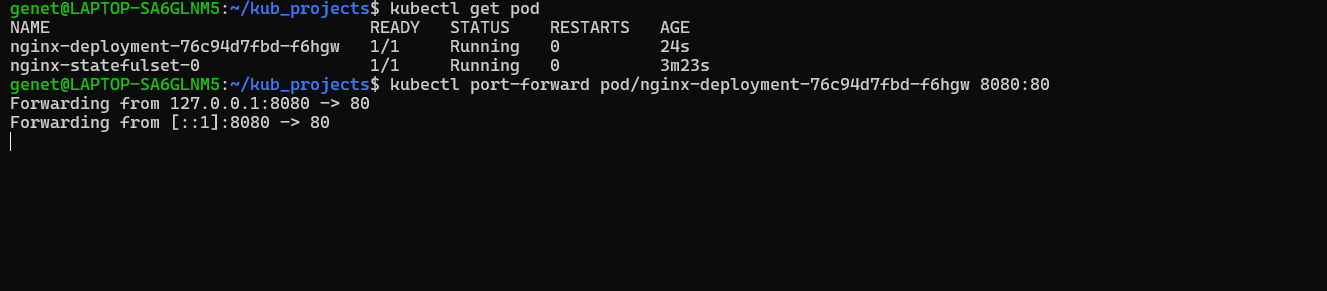 genet@LAPTOP-SA6GLNM5:~/kub_projects$ kubectl get pod
NAME                                READY   STATUS    RESTARTS   AGE
nginx-deployment-76c94d7fbd-f6hgw   1/1     Running   0          24s
nginx-statefulset-0                 1/1     Running   0          3m23s
genet@LAPTOP-SA6GLNM5:~/kub_projects$ kubectl port-forward pod/nginx-deployment-76c94d7fbd-f6hgw 8080:80
Forwarding from 127.0.0.1:8080 -> 80
Forwarding from [::1]:8080 -> 80